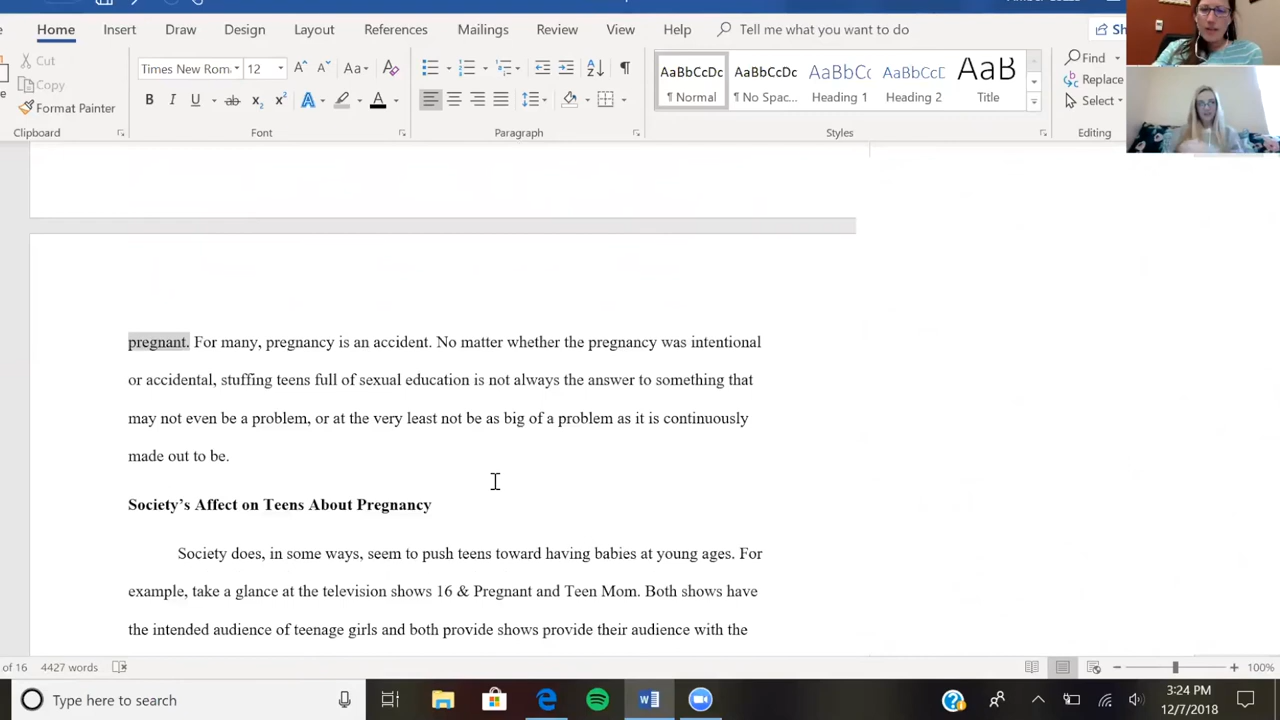 Home Insert Draw Design Layout References Mailings Review View Help Tell me what you want to do
Cut
Copy
Format Painter
Clipboard
Times New Rom 12
Aa
B I U ab x₂ x² A A
Font
Paragraph
AaBbCcDc AaBbCcDc AaBbCc AaBbCcD AaB
¶ Normal ¶ No Spac... Heading 1 Heading 2 Title
Styles
Find
Replace
Select
Editing
pregnant. For many, pregnancy is an accident. No matter whether the pregnancy was intentional
or accidental, stuffing teens full of sexual education is not always the answer to something that
may not even be a problem, or at the very least not be as big of a problem as it is continuously
made out to be.
Society’s Affect on Teens About Pregnancy
Society does, in some ways, seem to push teens toward having babies at young ages. For
example, take a glance at the television shows 16 & Pregnant and Teen Mom. Both shows have
the intended audience of teenage girls and both provide shows provide their audience with the
of 16 4427 words
100%
Type here to search
3:24 PM
12/7/2018